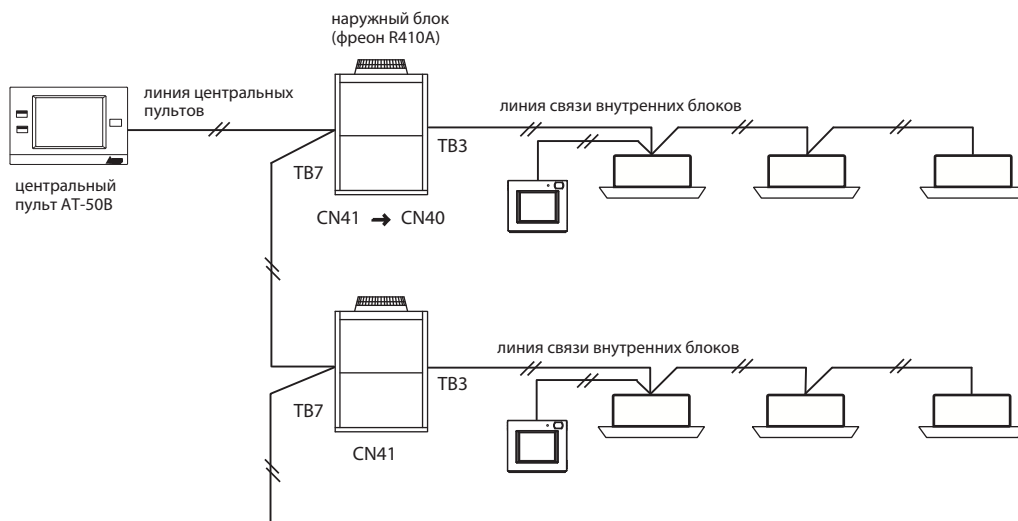 наружный блок
(фреон R410A)
линия центральных
пультов
линия связи внутренних блоков
TB7
TB3
центральный
пульт AT-50B
CN41 → CN40
линия связи внутренних блоков
TB7
TB3
CN41